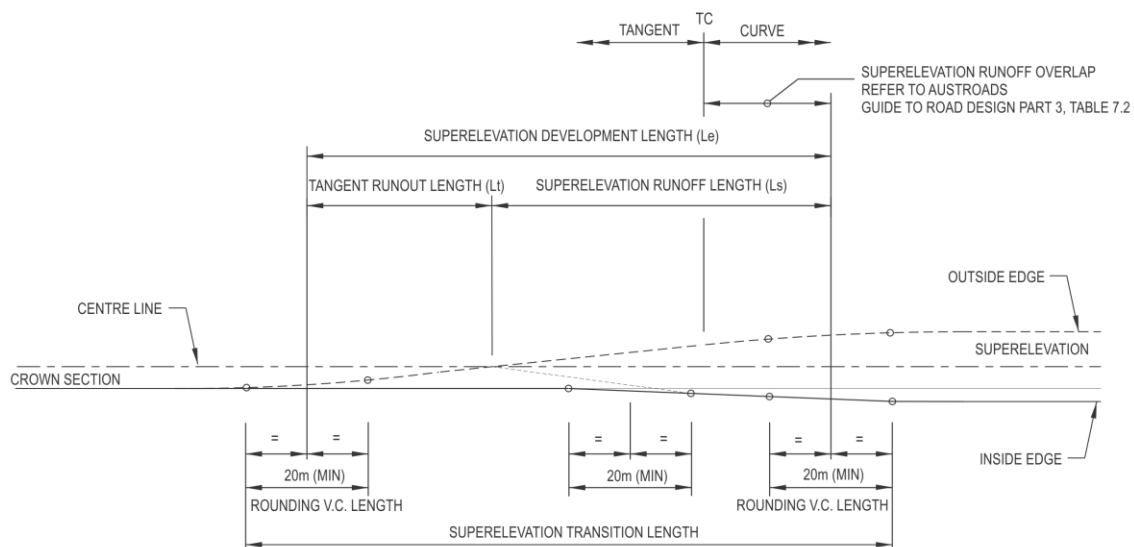 TC
TANGENT
CURVE
SUPERELEVATION RUNOFF OVERLAP
REFER TO AUSTROADS
GUIDE TO ROAD DESIGN PART 3, TABLE 7.2
SUPERELEVATION DEVELOPMENT LENGTH (Le)
TANGENT RUNOUT LENGTH (Lt)
SUPERELEVATION RUNOFF LENGTH (Ls)
OUTSIDE EDGE
CENTRE LINE
SUPERELEVATION
CROWN SECTION
= = = = = =
INSIDE EDGE
20m (MIN) 20m (MIN) 20m (MIN)
ROUNDING V.C. LENGTH ROUNDING V.C. LENGTH
SUPERELEVATION TRANSITION LENGTH